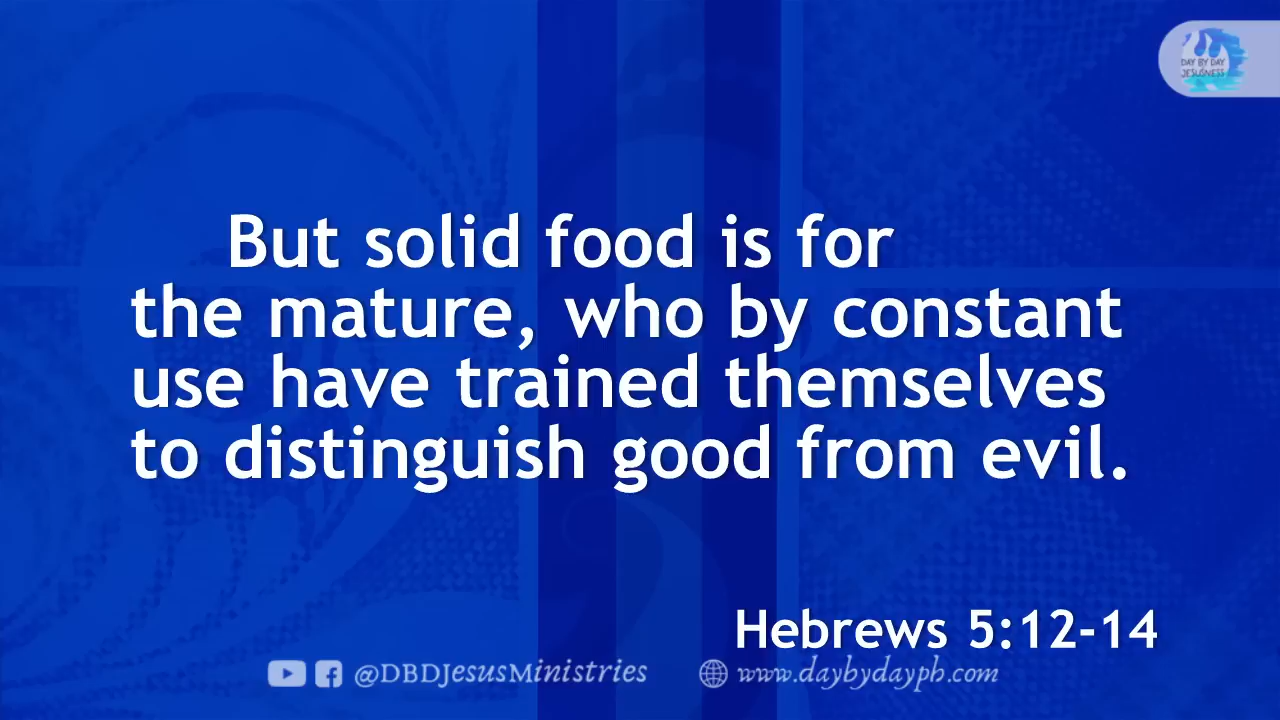 DAY BY DAY
JESUSNESS
But solid food is for
the mature, who by constant
use have trained themselves
to distinguish good from evil.
Hebrews 5:12-14
@DBDJesusMinistries
www.daybydayph.com